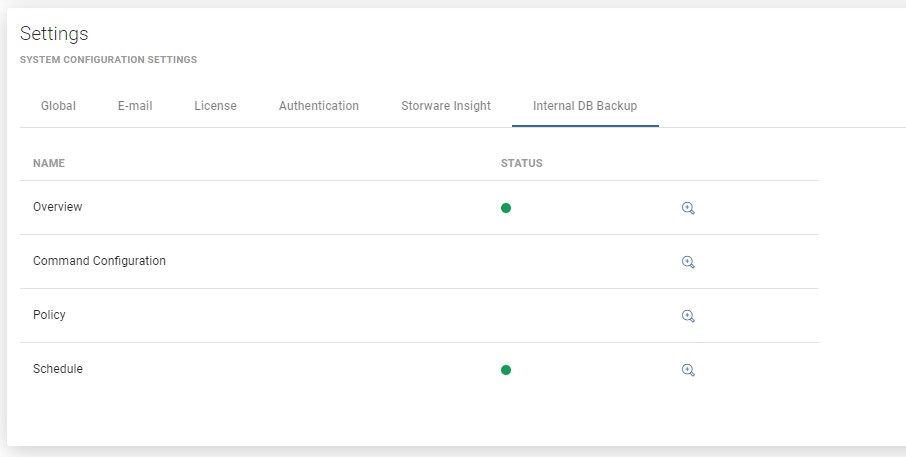 Settings
SYSTEM CONFIGURATION SETTINGS
Global E-mail License Authentication Storware Insight Internal DB Backup
NAME STATUS
Overview
Command Configuration
Policy
Schedule